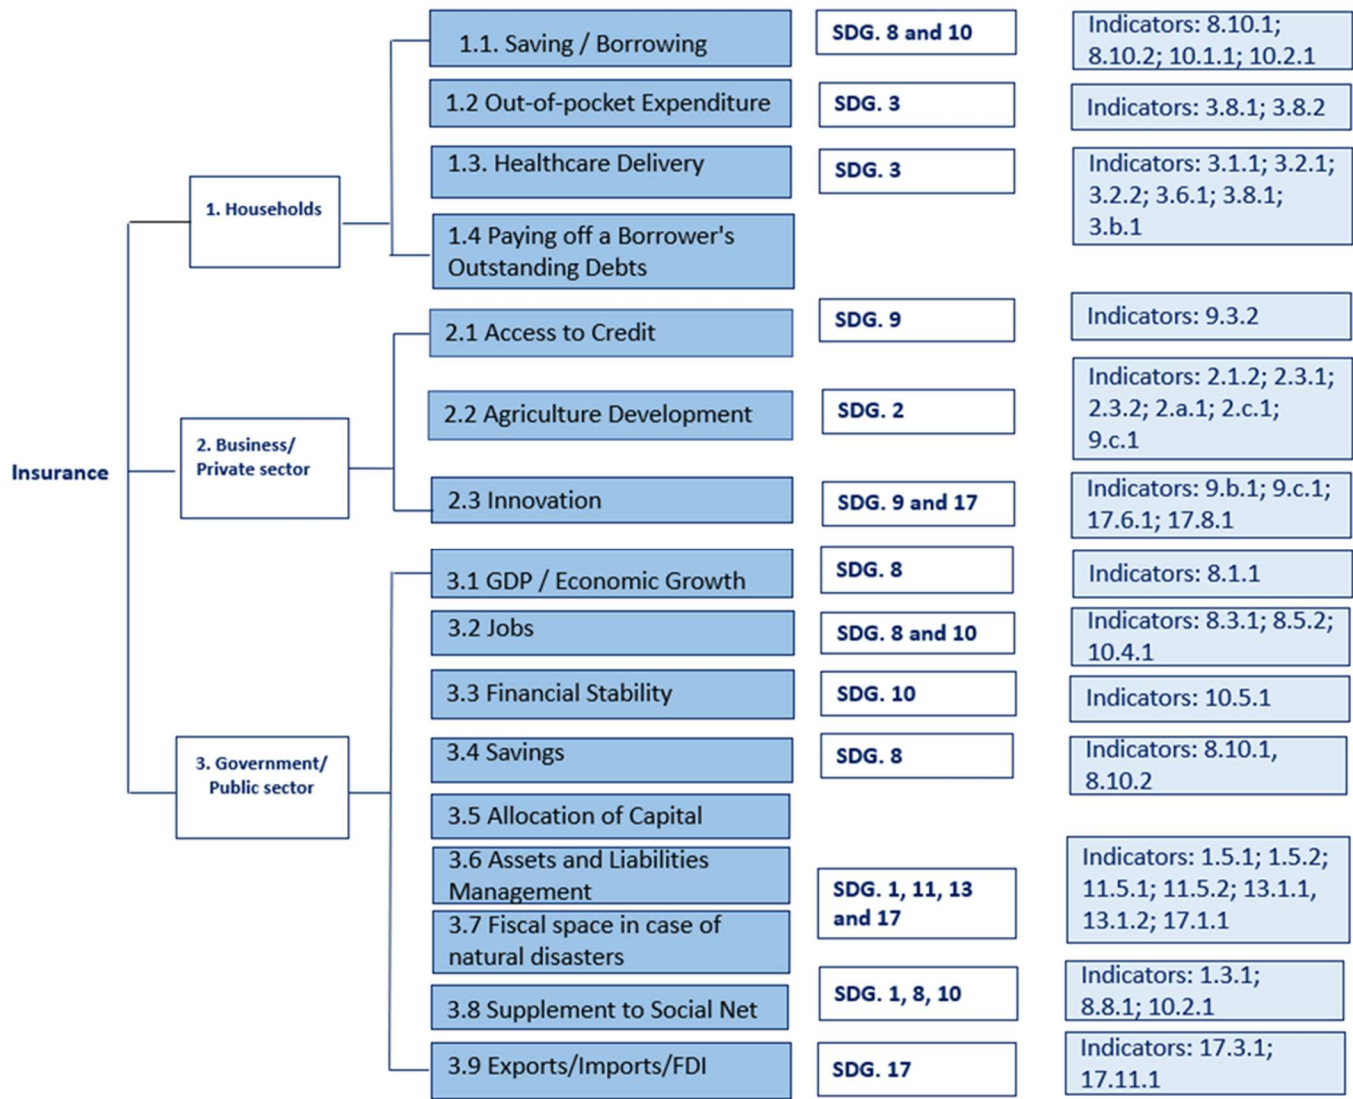 1.1. Saving / Borrowing
SDG. 8 and 10
Indicators: 8.10.1;
8.10.2; 10.1.1; 10.2.1
1.2 Out-of-pocket Expenditure
SDG. 3
Indicators: 3.8.1; 3.8.2
1.3. Healthcare Delivery
SDG. 3
Indicators: 3.1.1; 3.2.1;
3.2.2; 3.6.1; 3.8.1;
3.b.1
1. Households
1.4 Paying off a Borrower's
Outstanding Debts
2.1 Access to Credit
SDG. 9
Indicators: 9.3.2
2.2 Agriculture Development
SDG. 2
Indicators: 2.1.2; 2.3.1;
2.3.2; 2.a.1; 2.c.1;
9.c.1
Insurance
2. Business/
Private sector
2.3 Innovation
SDG. 9 and 17
Indicators: 9.b.1; 9.c.1;
17.6.1; 17.8.1
3.1 GDP / Economic Growth
SDG. 8
Indicators: 8.1.1
3.2 Jobs
SDG. 8 and 10
Indicators: 8.3.1; 8.5.2;
10.4.1
3.3 Financial Stability
SDG. 10
Indicators: 10.5.1
3. Government/
Public sector
3.4 Savings
SDG. 8
Indicators: 8.10.1,
8.10.2
3.5 Allocation of Capital
3.6 Assets and Liabilities
Management
SDG. 1, 11, 13
and 17
Indicators: 1.5.1; 1.5.2;
11.5.1; 11.5.2; 13.1.1,
13.1.2; 17.1.1
3.7 Fiscal space in case of
natural disasters
3.8 Supplement to Social Net
SDG. 1, 8, 10
Indicators: 1.3.1;
8.8.1; 10.2.1
3.9 Exports/Imports/FDI
SDG. 17
Indicators: 17.3.1;
17.11.1